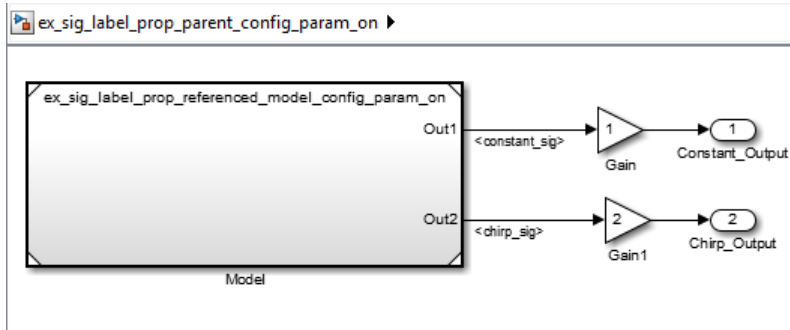 ex_sig_label_prop_parent_config_param_on
ex_sig_label_prop_referenced_model_config_param_on
Out1
<constant_sig>
1
Gain
1
Constant_Output
Out2
<chirp_sig>
2
Gain1
2
Chirp_Output
Model